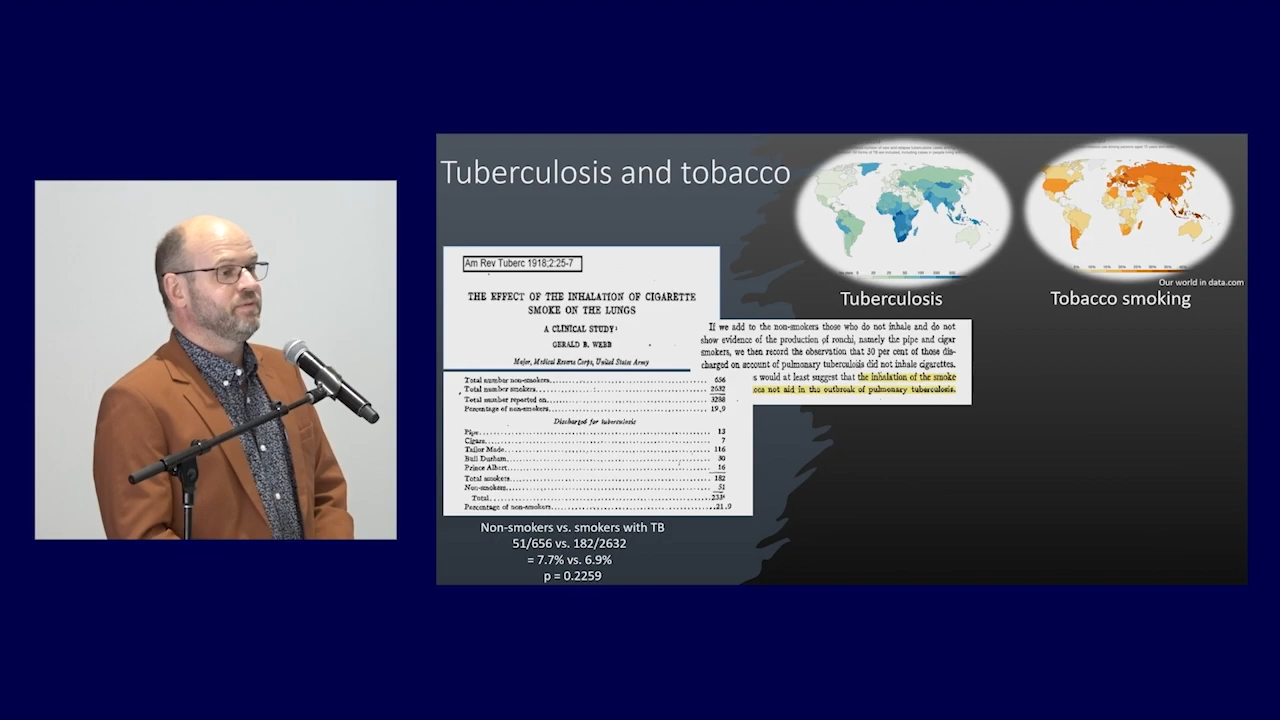 Tuberculosis and tobacco
Am Rev Tuberc 1918;2:25-7
THE EFFECT OF THE INHALATION OF CIGARETTE
SMOKE ON THE LUNGS
A CLINICAL STUDY¹
GERALD B. WEBB
Major, Medical Reserve Corps, United States Army
Total number non-smokers 656
Total number smokers 2632
Total number reported on 3288
Percentage of non-smokers 19.9
Discharged for tuberculosis
Pipe 13
Cigars 7
Tailor Made 116
Bull Durham 30
Prince Albert 16
Total smokers 182
Non-smokers 51
Total 233
Percentage of non-smokers 21.9
Non-smokers vs. smokers with TB
51/656 vs. 182/2632
= 7.7% vs. 6.9%
p = 0.2259
If we add to the non-smokers those who do not inhale and do not
show evidence of the production of ronchi, namely the pipe and cigar
smokers, we then record the observation that 30 per cent of those dis-
charged on account of pulmonary tuberculosis did not inhale cigarettes.
s would at least suggest that the inhalation of the smoke
oes not aid in the outbreak of pulmonary tuberculosis.
Tuberculosis
Our world in data.com
Tobacco smoking